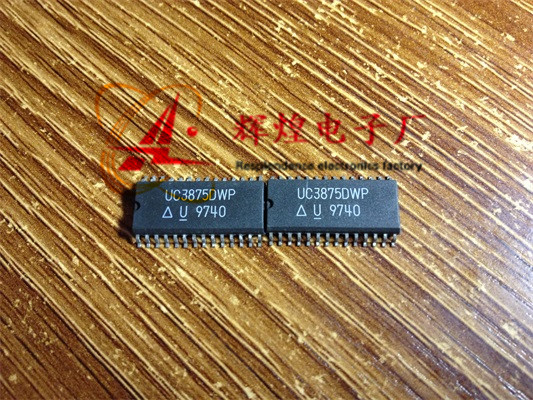 辉煌电子厂
Resplendence electronics factory
UC3875DWP
△ U 9740
UC3875DWP
△ U 9740